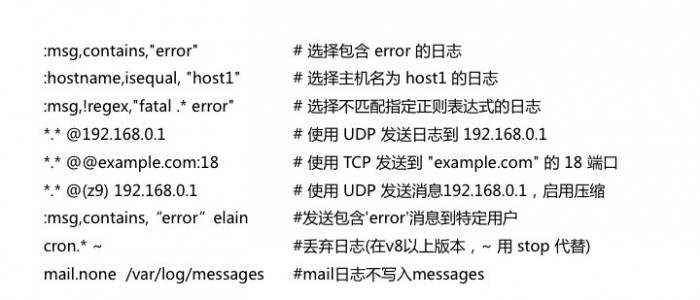 :msg,contains,"error" # 选择包含 error 的日志
:hostname,isequal, "host1" # 选择主机名为 host1 的日志
:msg,!regex,"fatal .* error" # 选择不匹配指定正则表达式的日志
*.* @192.168.0.1 # 使用 UDP 发送日志到 192.168.0.1
*.* @@example.com:18 # 使用 TCP 发送到 "example.com" 的 18 端口
*.* @(z9) 192.168.0.1 # 使用 UDP 发送消息192.168.0.1，启用压缩
:msg,contains,“error”elain #发送包含'error'消息到特定用户
cron.* ~ #丢弃日志(在v8以上版本，~ 用 stop 代替)
mail.none /var/log/messages #mail日志不写入messages